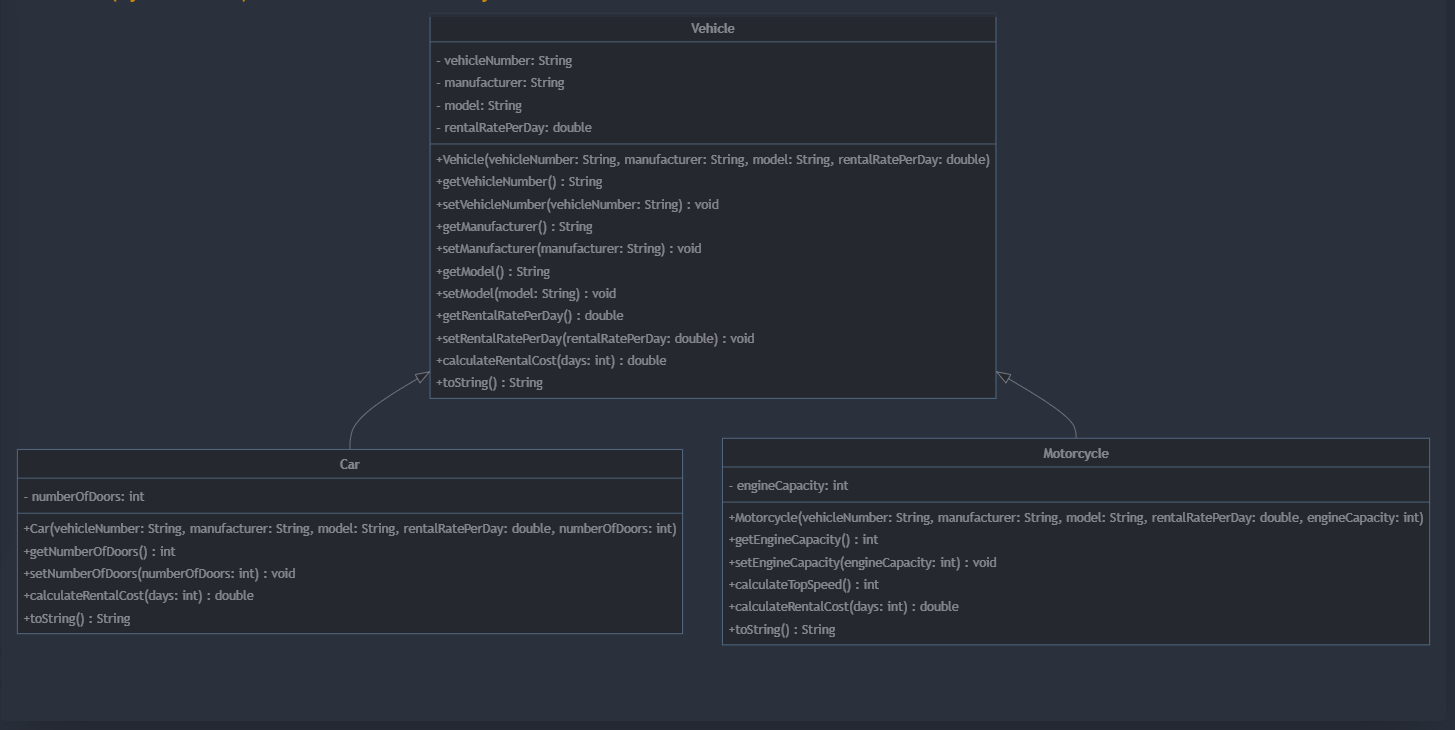 Vehicle
- vehicleNumber: String
- manufacturer: String
- model: String
- rentalRatePerDay: double
+Vehicle(vehicleNumber: String, manufacturer: String, model: String, rentalRatePerDay: double)
+getVehicleNumber() : String
+setVehicleNumber(vehicleNumber: String) : void
+getManufacturer() : String
+setManufacturer(manufacturer: String) : void
+getModel() : String
+setModel(model: String) : void
+getRentalRatePerDay() : double
+setRentalRatePerDay(rentalRatePerDay: double) : void
+calculateRentalCost(days: int) : double
+toString() : String
Car
- numberOfDoors: int
+Car(vehicleNumber: String, manufacturer: String, model: String, rentalRatePerDay: double, numberOfDoors: int)
+getNumberOfDoors() : int
+setNumberOfDoors(numberOfDoors: int) : void
+calculateRentalCost(days: int) : double
+toString() : String
Motorcycle
- engineCapacity: int
+Motorcycle(vehicleNumber: String, manufacturer: String, model: String, rentalRatePerDay: double, engineCapacity: int)
+getEngineCapacity() : int
+setEngineCapacity(engineCapacity: int) : void
+calculateTopSpeed() : int
+calculateRentalCost(days: int) : double
+toString() : String